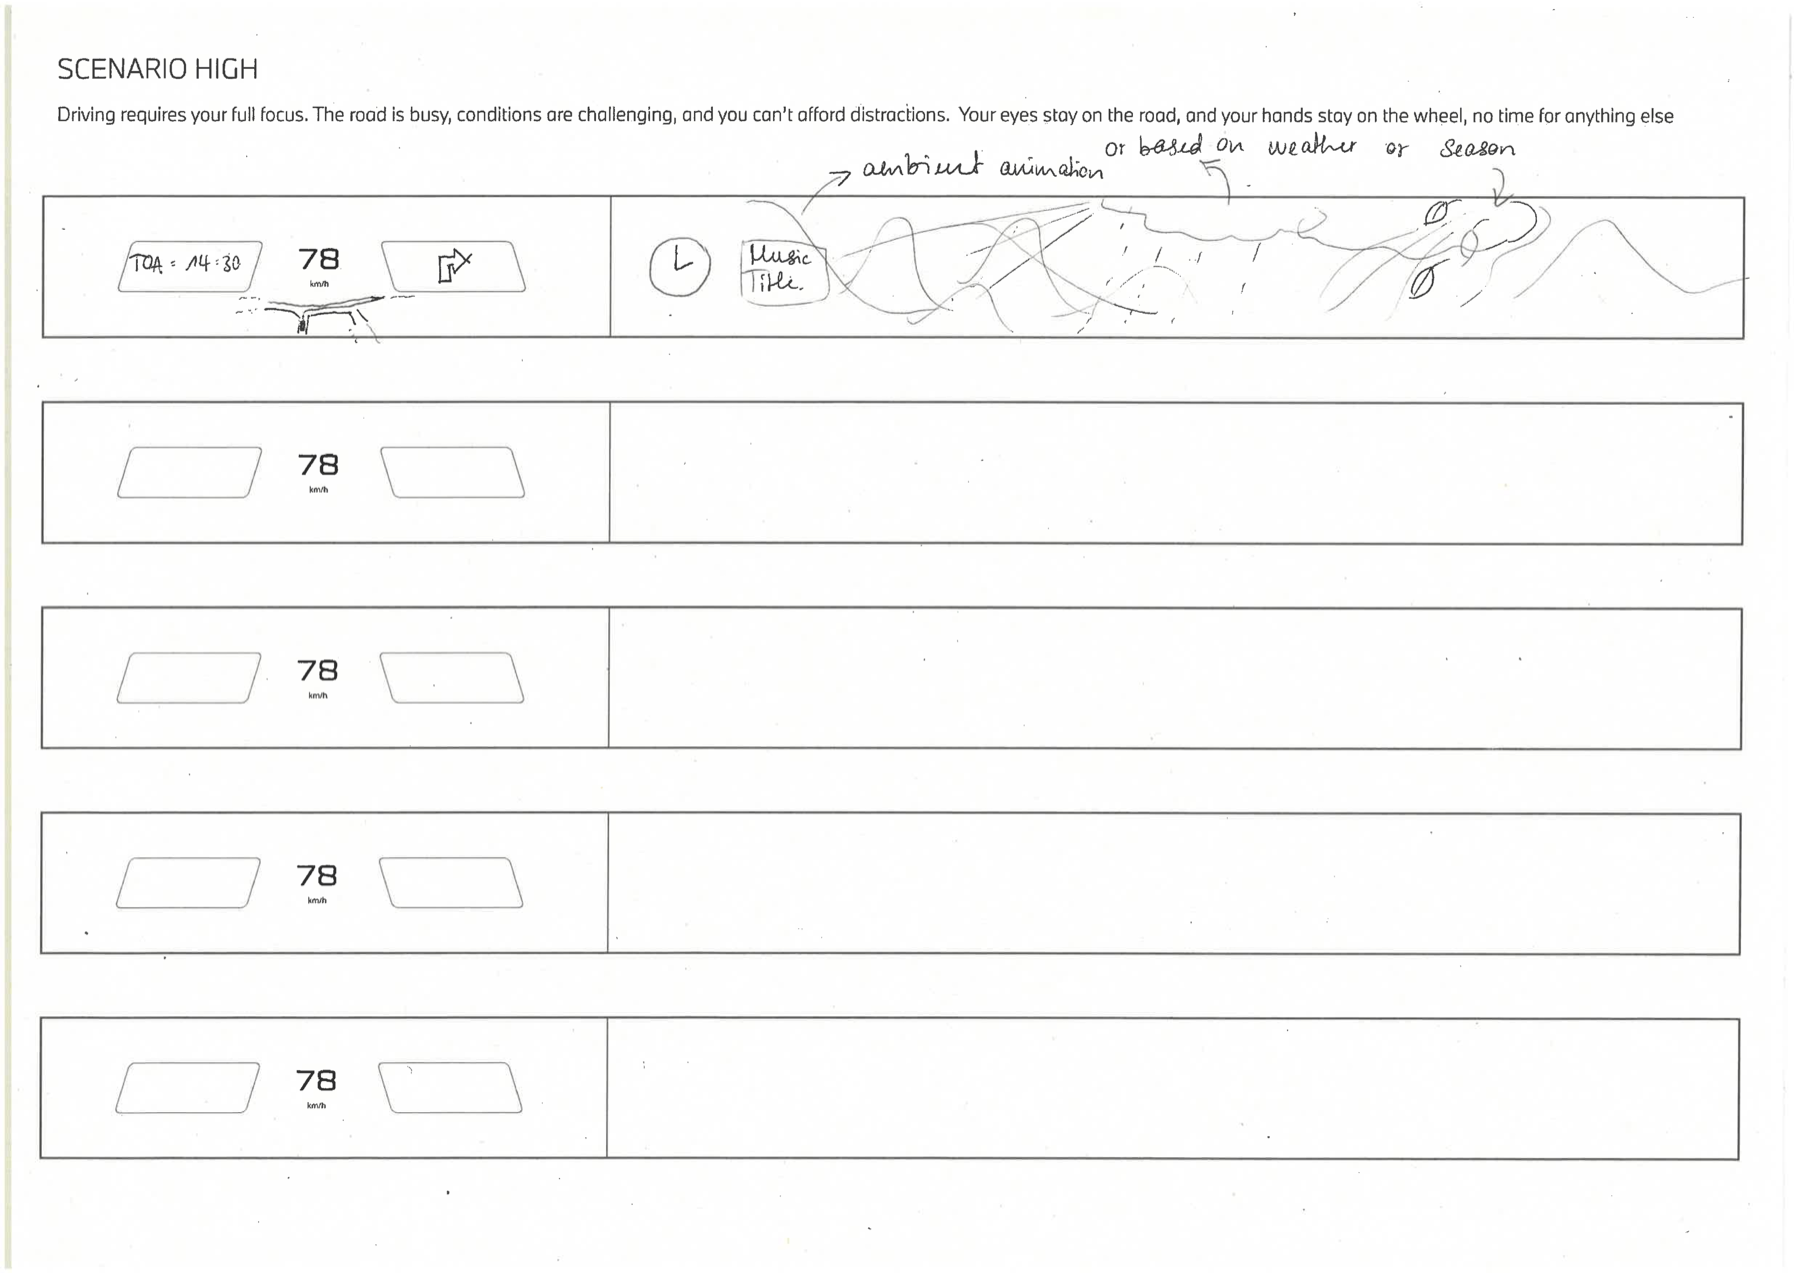 SCENARIO HIGH
Driving requires your full focus. The road is busy, conditions are challenging, and you can't afford distractions. Your eyes stay on the road, and your hands stay on the wheel, no time for anything else
or based on weather or season
ambient animation
TOA = 14:30
78
km/h
Music
Title.
78
km/h
78
km/h
78
km/h
78
km/h